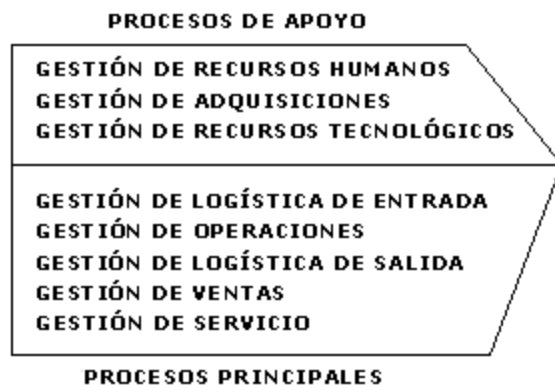 PROCESOS DE APOYO
GESTIÓN DE RECURSOS HUMANOS
GESTIÓN DE ADQUISICIONES
GESTIÓN DE RECURSOS TECNOLÓGICOS
GESTIÓN DE LOGÍSTICA DE ENTRADA
GESTIÓN DE OPERACIONES
GESTIÓN DE LOGÍSTICA DE SALIDA
GESTIÓN DE VENTAS
GESTIÓN DE SERVICIO
PROCESOS PRINCIPALES